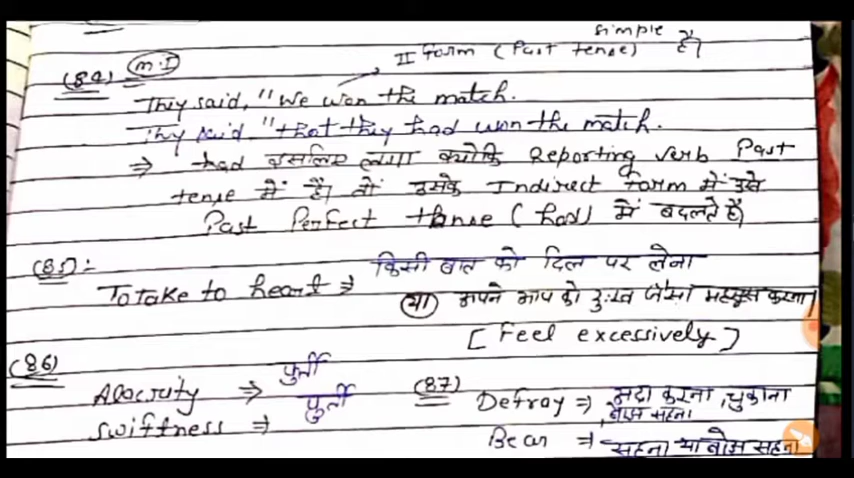 simple
II form (Past tense) है।
(84) (m.I)
They said, "We won the match.
They said "that they had won the match.
⇒ had इसलिए लगा क्योंकि Reporting verb Past
tense में है। तो उसके Indirect form में उसे
Past Perfect tense (had) में बदलते है।
(85):-
To take to heart ⇒ किसी बात को दिल पर लेना
(या) अपने आप को दुःख जैसा महसूस करना।
[Feel excessively]
(86)
Alacrity ⇒ फुर्ती
Swiftness ⇒ फुर्ती
(87)
Defray ⇒ अदा करना, चुकाना
, बोझ सहना
Bear ⇒ सहना या बोझ सहना